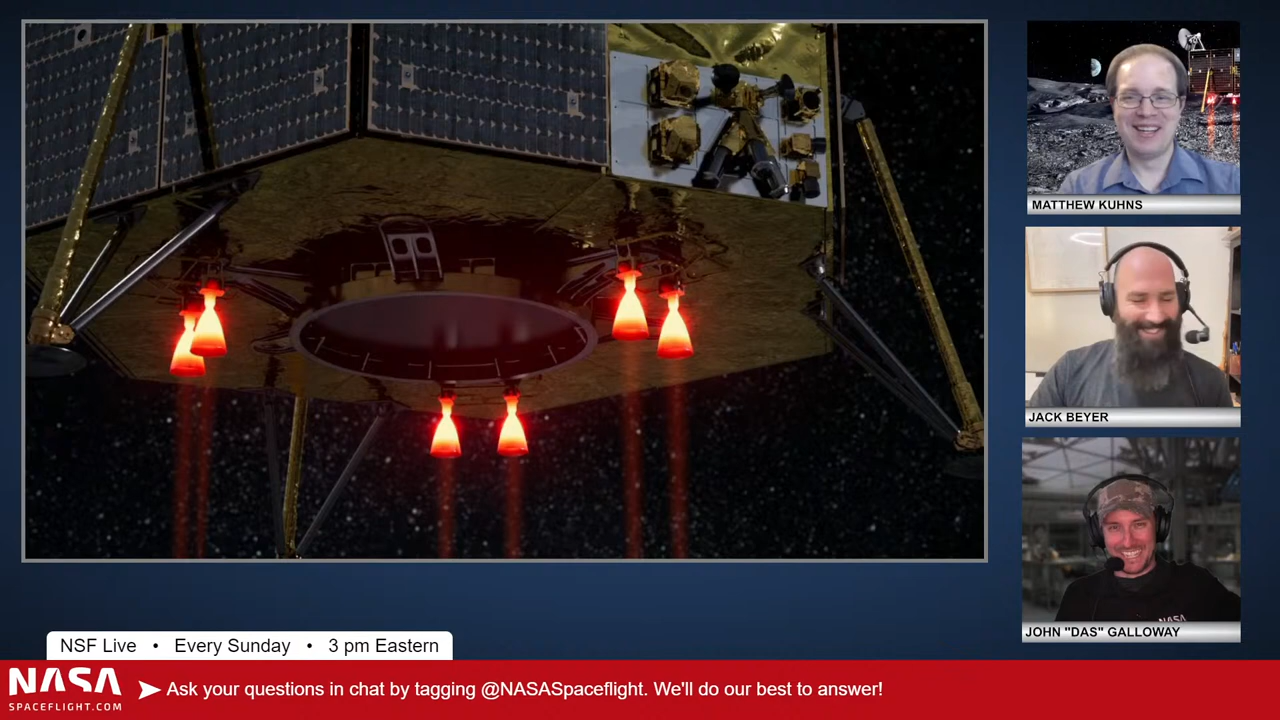 MATTHEW KUHNS
JACK BEYER
NASA
JOHN "DAS" GALLOWAY
NSF Live • Every Sunday • 3 pm Eastern
NASA
SPACEFLIGHT.COM
Ask your questions in chat by tagging @NASASpaceflight. We'll do our best to answer!